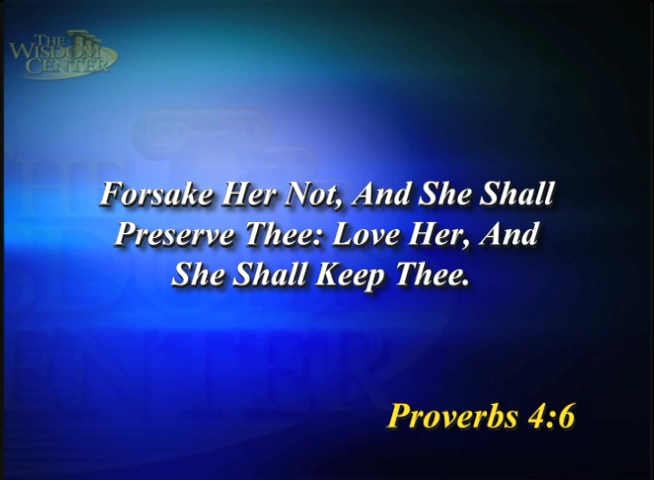 THE
WISDOM
CENTER
Forsake Her Not, And She Shall
Preserve Thee: Love Her, And
She Shall Keep Thee.
Proverbs 4:6